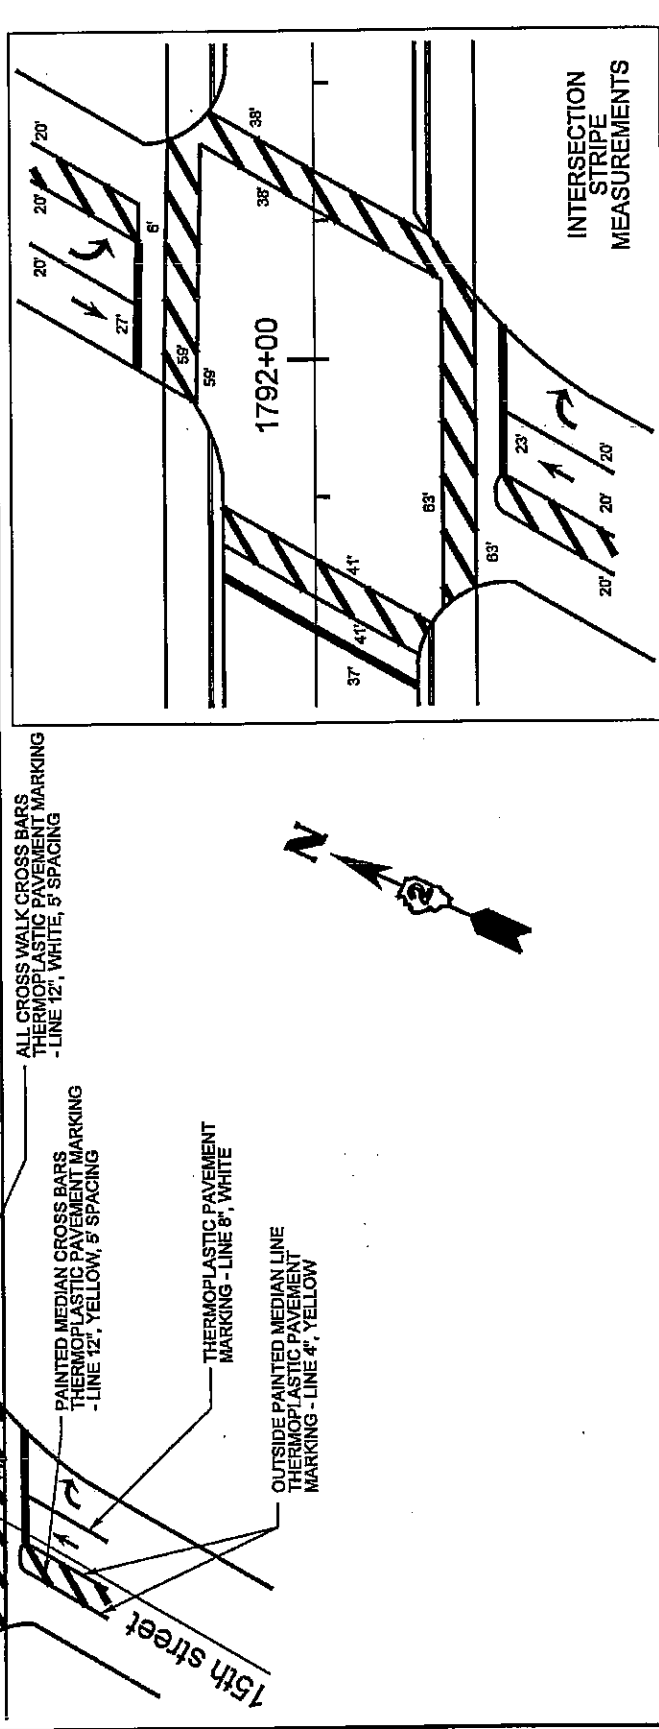 ALL CROSS WALK CROSS BARS
THERMOPLASTIC PAVEMENT MARKING
- LINE 12", WHITE, 5' SPACING
PAINTED MEDIAN CROSS BARS
THERMOPLASTIC PAVEMENT MARKING
- LINE 12", YELLOW, 5' SPACING
THERMOPLASTIC PAVEMENT
MARKING - LINE 8", WHITE
OUTSIDE PAINTED MEDIAN LINE
THERMOPLASTIC PAVEMENT
MARKING - LINE 4", YELLOW
15th street
N
2
20'
20'
20'
27'
6'
59'
59'
38'
38'
1792+00
41'
41'
37'
63'
63'
23'
20'
20'
20'
INTERSECTION
STRIPE
MEASUREMENTS